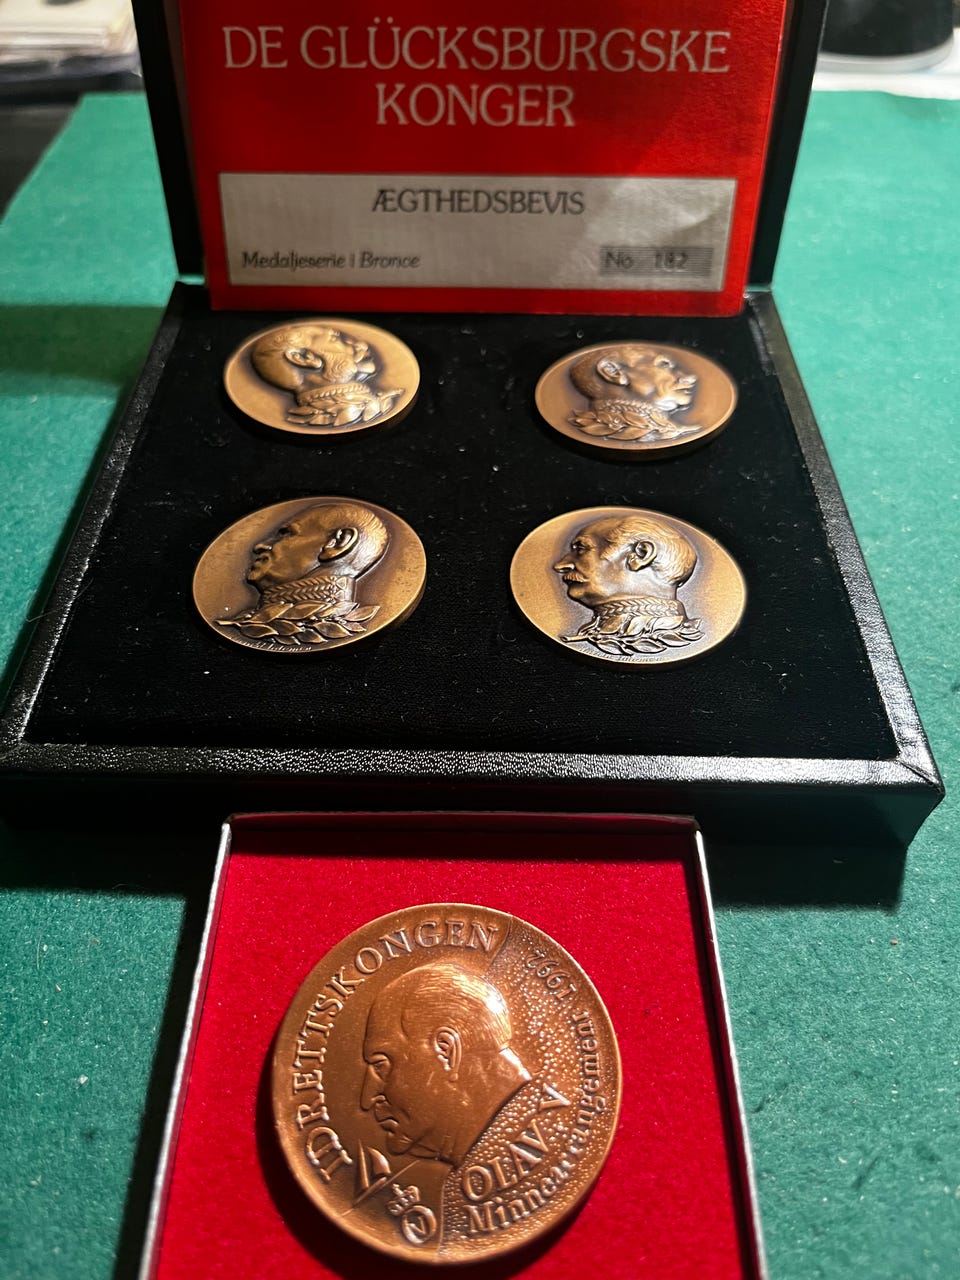 DE GLÜCKSBURGSKE
KONGER
ÆGTHEDSBEVIS
Medaljeserie i Bronce
No 182
IDRETTSKONGEN
OLAV V
Minnearrangement 1992